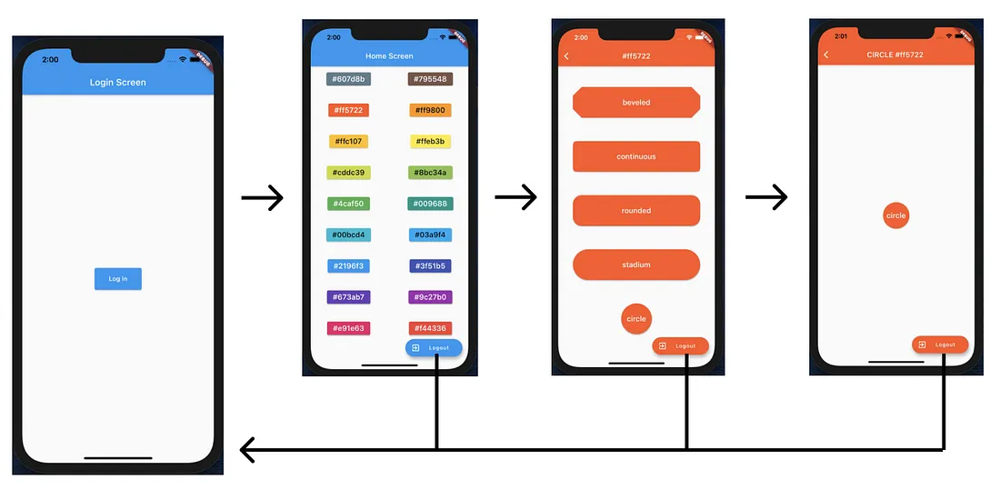 2:00
DEBUG
Login Screen
Log in
2:00
DEBUG
Home Screen
#607d8b #795548
#ff5722 #ff9800
#ffc107 #ffeb3b
#cddc39 #8bc34a
#4caf50 #009688
#00bcd4 #03a9f4
#2196f3 #3f51b5
#673ab7 #9c27b0
#e91e63 #f44336
Logout
2:00
DEBUG
#ff5722
beveled
continuous
rounded
stadium
circle
Logout
2:01
DEBUG
CIRCLE #ff5722
circle
Logout